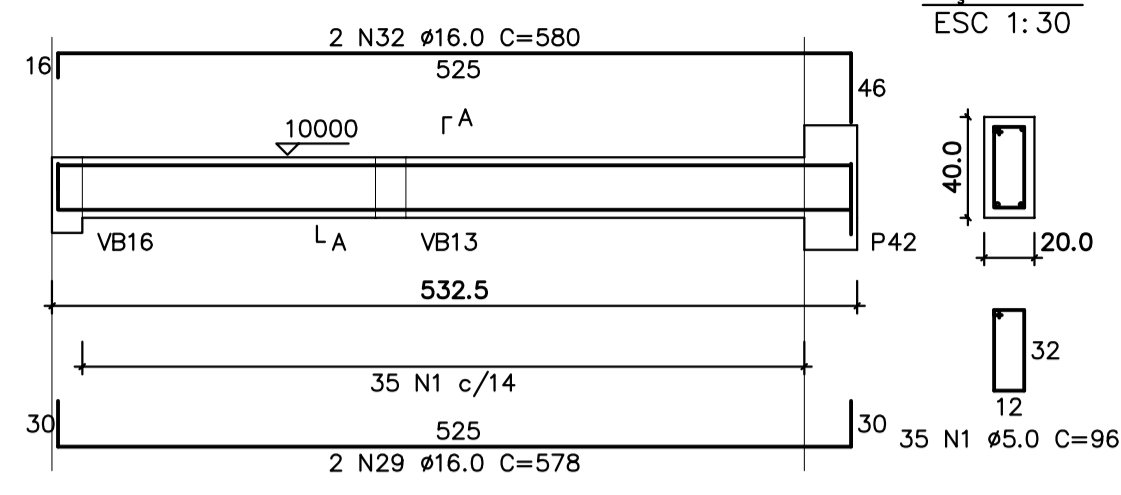 ESC 1:30
2 N32 ø16.0 C=580
16
525
46
A
10000
40.0
VB16
A
VB13
P42
20.0
532.5
32
35 N1 c/14
12
30
525
30
35 N1 ø5.0 C=96
2 N29 ø16.0 C=578